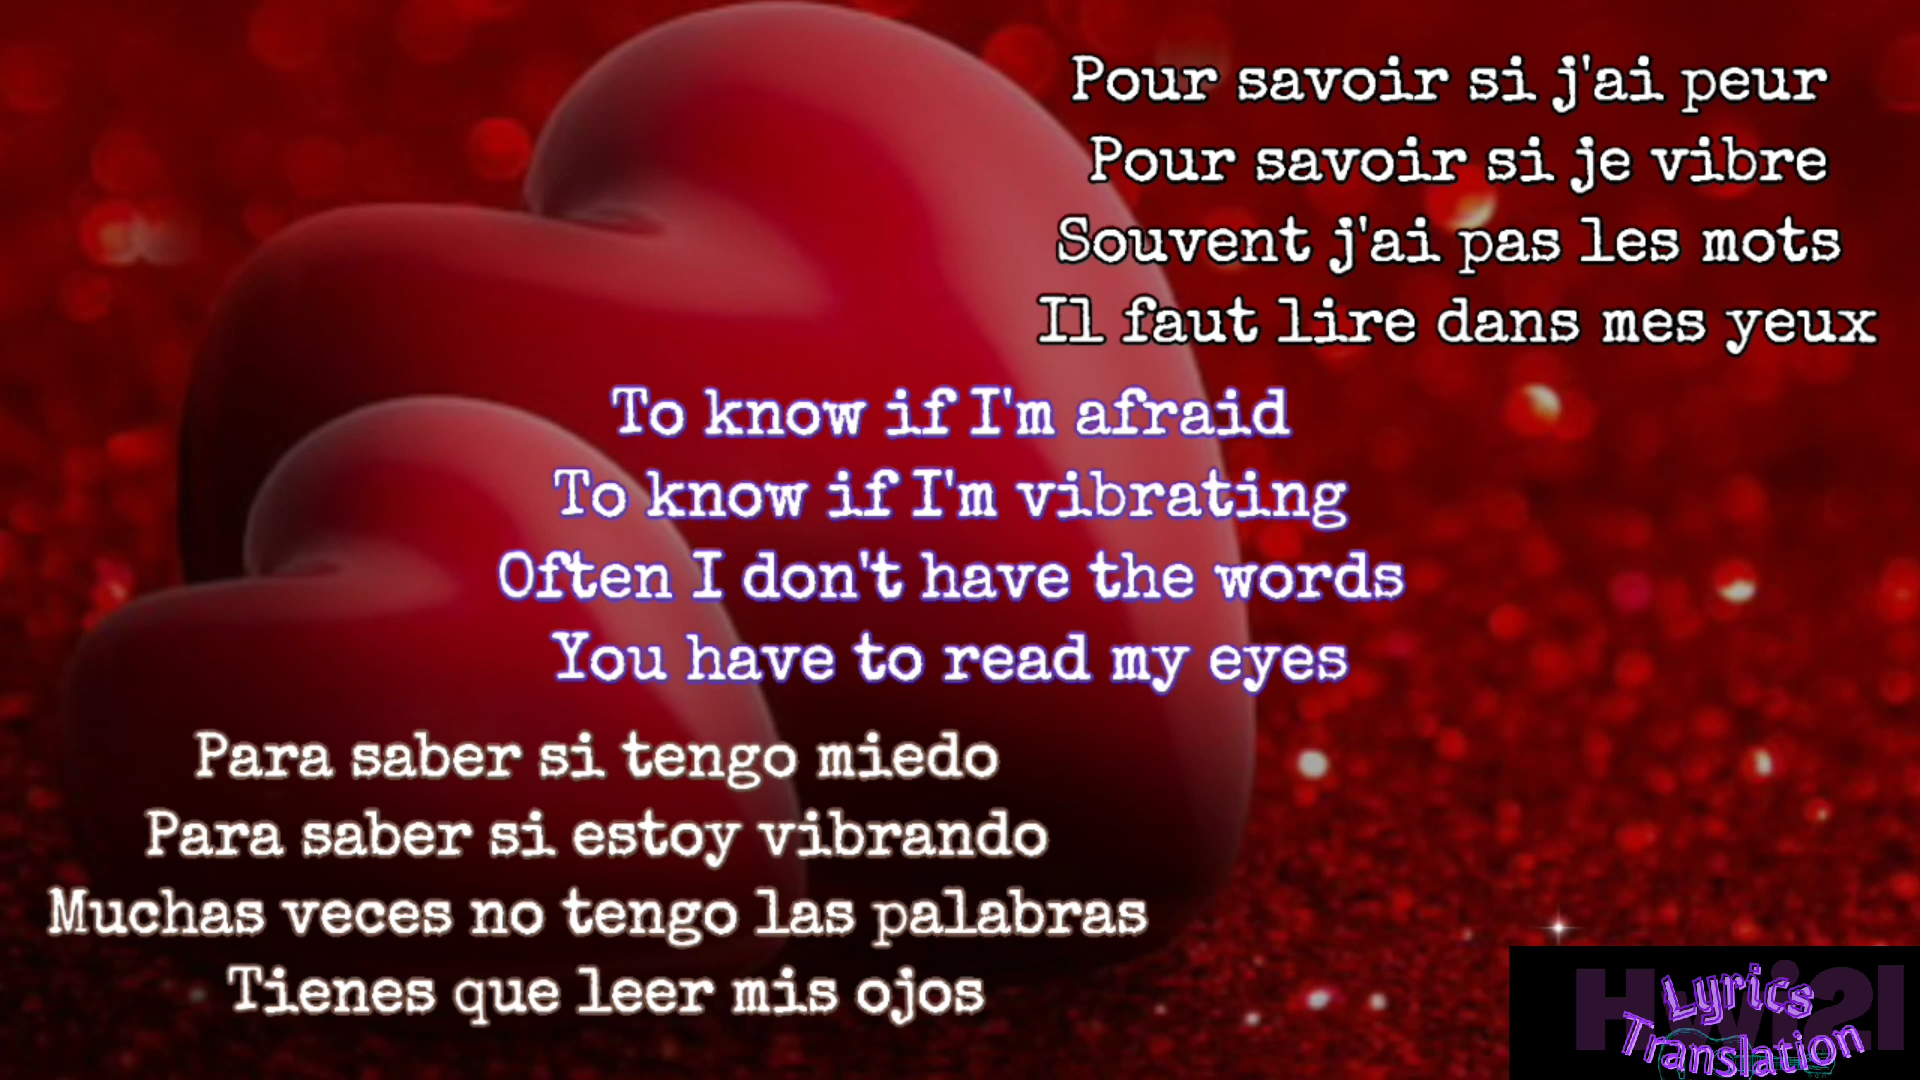 Pour savoir si j'ai peur
Pour savoir si je vibre
Souvent j'ai pas les mots
Il faut lire dans mes yeux
To know if I'm afraid
To know if I'm vibrating
Often I don't have the words
You have to read my eyes
Para saber si tengo miedo
Para saber si estoy vibrando
Muchas veces no tengo las palabras
Tienes que leer mis ojos
Lyrics
Translation